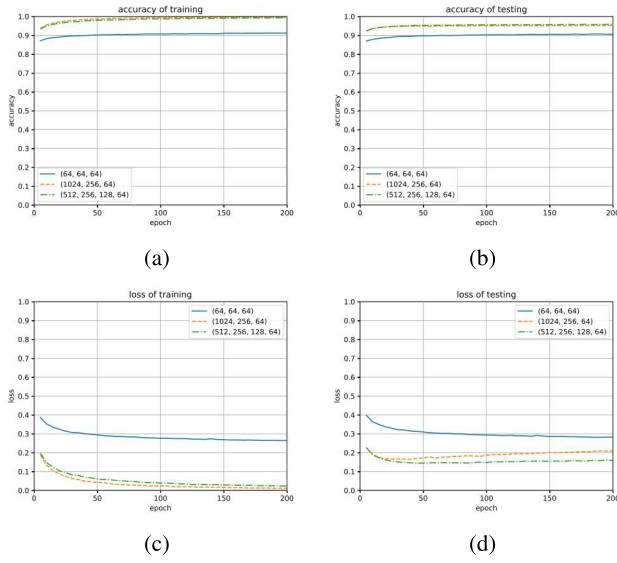 accuracy of training
1.0
0.9
0.8
0.7
0.6
0.5
0.4
0.3
0.2
0.1
0.0
accuracy
(64, 64, 64)
(1024, 256, 64)
(512, 256, 128, 64)
0 50 100 150 200
epoch
(a)
accuracy of testing
1.0
0.9
0.8
0.7
0.6
0.5
0.4
0.3
0.2
0.1
0.0
accuracy
(64, 64, 64)
(1024, 256, 64)
(512, 256, 128, 64)
0 50 100 150 200
epoch
(b)
loss of training
1.0
0.9
0.8
0.7
0.6
0.5
0.4
0.3
0.2
0.1
0.0
loss
(64, 64, 64)
(1024, 256, 64)
(512, 256, 128, 64)
0 50 100 150 200
epoch
(c)
loss of testing
1.0
0.9
0.8
0.7
0.6
0.5
0.4
0.3
0.2
0.1
0.0
loss
(64, 64, 64)
(1024, 256, 64)
(512, 256, 128, 64)
0 50 100 150 200
epoch
(d)